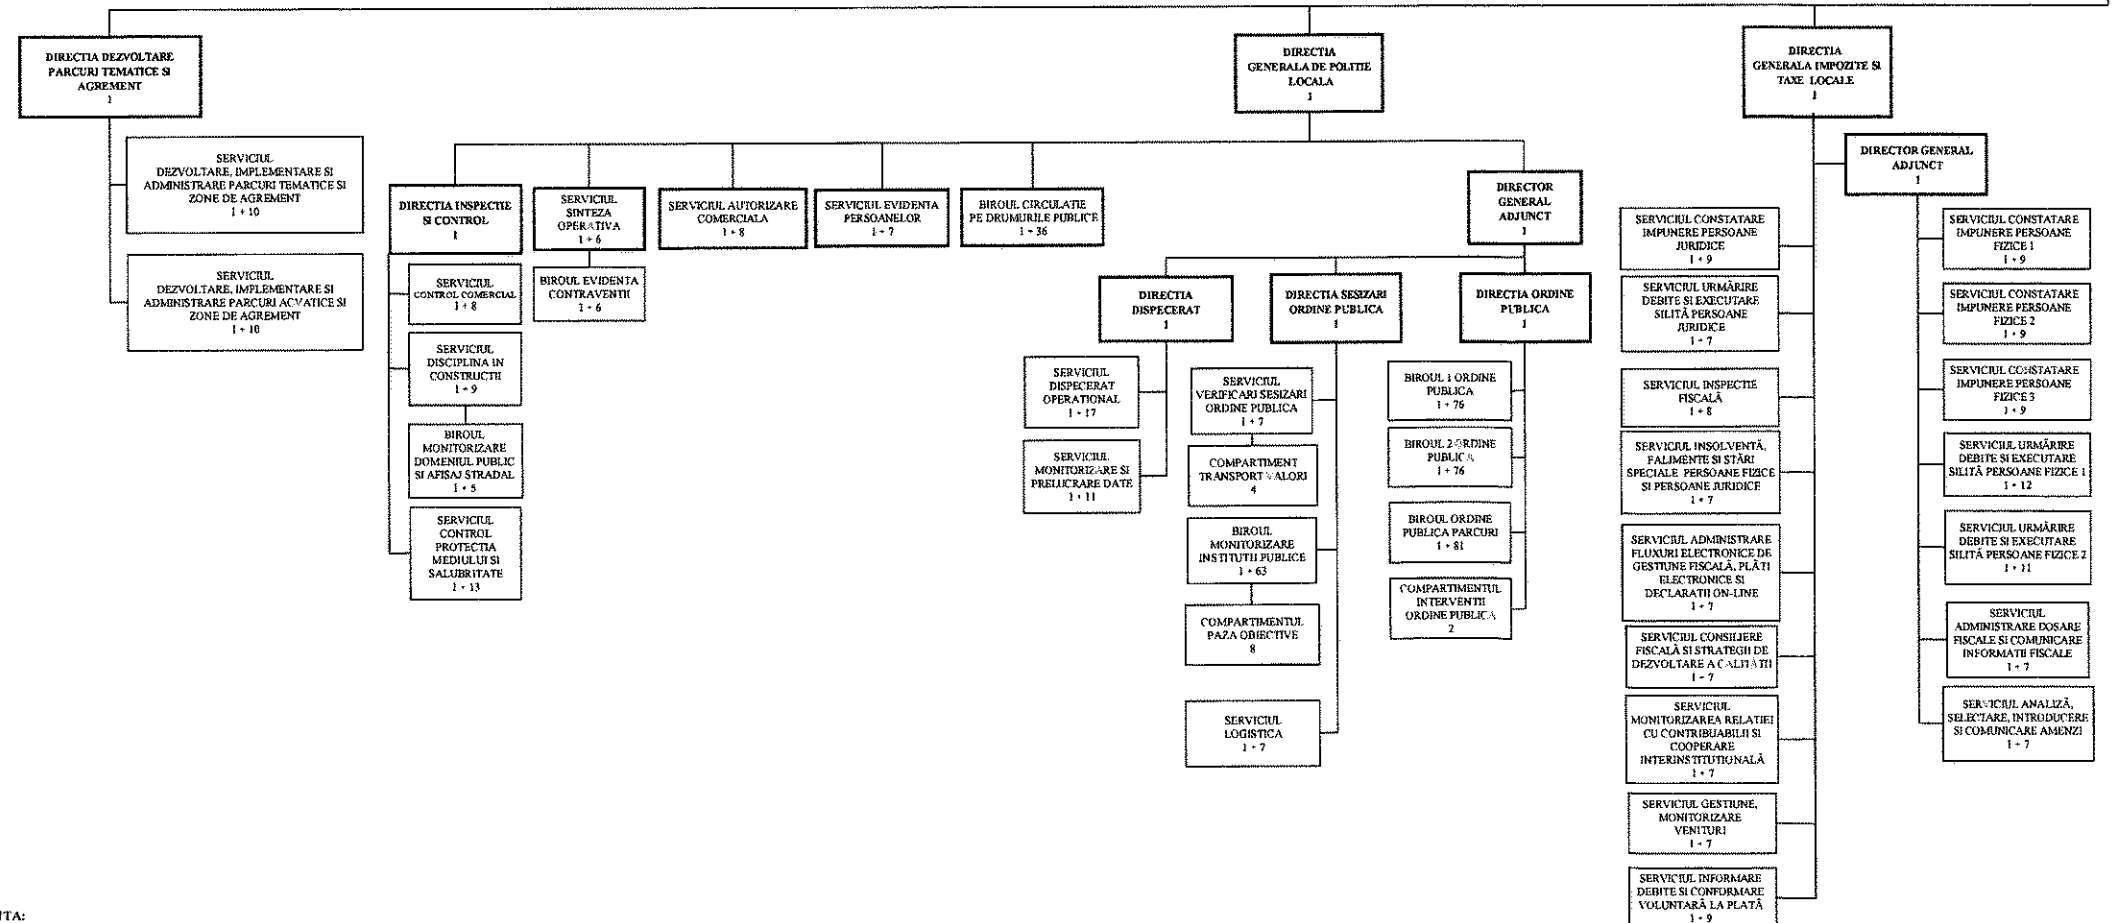 DIRECTIA DEZVOLTARE
PARCURI TEMATICE SI
AGREMENT
1
SERVICIUL
DEZVOLTARE, IMPLEMENTARE SI
ADMINISTRARE PARCURI TEMATICE SI
ZONE DE AGREMENT
1 + 10
SERVICIUL
DEZVOLTARE, IMPLEMENTARE SI
ADMINISTRARE PARCURI ACVATICE SI
ZONE DE AGREMENT
1 + 10
DIRECTIA
GENERALA DE POLITIE
LOCALA
1
DIRECTIA INSPECTIE
SI CONTROL
1
SERVICIUL
CONTROL COMERCIAL
1 + 8
SERVICIUL
DISCIPLINA IN
CONSTRUCTII
1 + 9
BIROUL
MONITORIZARE
DOMENIUL PUBLIC
SI AFISAJ STRADAL
1 + 5
SERVICIUL
CONTROL
PROTECTIA
MEDIULUI SI
SALUBRITATE
1 + 13
SERVICIUL
SINTEZA
OPERATIVA
1 + 6
BIROUL EVIDENTA
CONTRAVENTII
1 + 6
SERVICIUL AUTORIZARE
COMERCIALA
1 + 8
SERVICIUL EVIDENTA
PERSOANELOR
1 + 7
BIROUL CIRCULATIE
PE DRUMURILE PUBLICE
1 + 36
DIRECTOR
GENERAL
ADJUNCT
1
DIRECTIA
DISPECERAT
1
SERVICIUL
DISPECERAT
OPERATIONAL
1 + 17
SERVICIUL
MONITORIZARE SI
PRELUCRARE DATE
1 + 11
DIRECTIA SESIZARI
ORDINE PUBLICA
1
SERVICIUL
VERIFICARI SESIZARI
ORDINE PUBLICA
1 + 7
COMPARTIMENT
TRANSPORT VALORI
4
BIROUL
MONITORIZARE
INSTITUTII PUBLICE
1 + 63
COMPARTIMENTUL
PAZA OBIECTIVE
8
SERVICIUL
LOGISTICA
1 + 7
DIRECTIA ORDINE
PUBLICA
1
BIROUL 1 ORDINE
PUBLICA
1 + 76
BIROUL 2 ORDINE
PUBLICA
1 + 76
BIROUL ORDINE
PUBLICA PARCURI
1 + 81
COMPARTIMENTUL
INTERVENTII
ORDINE PUBLICA
2
DIRECTIA
GENERALA IMPOZITE SI
TAXE LOCALE
1
SERVICIUL CONSTATARE
IMPUNERE PERSOANE
JURIDICE
1 + 9
SERVICIUL URMĂRIRE
DEBITE SI EXECUTARE
SILITĂ PERSOANE
JURIDICE
1 + 7
SERVICIUL INSPECTIE
FISCALĂ
1 + 8
SERVICIUL INSOLVENTĂ,
FALIMENTE SI STĂRI
SPECIALE PERSOANE FIZICE
SI PERSOANE JURIDICE
1 + 7
SERVICIUL ADMINISTRARE
FLUXURI ELECTRONICE DE
GESTIUNE FISCALĂ, PLĂTI
ELECTRONICE SI
DECLARATII ON-LINE
1 + 7
SERVICIUL CONSILIERE
FISCALĂ SI STRATEGII DE
DEZVOLTARE A CALITĂTII
1 + 7
SERVICIUL
MONITORIZAREA RELATIEI
CU CONTRIBUABILII SI
COOPERARE
INTERINSTITUTIONALĂ
1 + 7
SERVICIUL GESTIUNE,
MONITORIZARE
VENITURI
1 + 7
SERVICIUL INFORMARE
DEBITE SI CONFORMARE
VOLUNTARĂ LA PLATĂ
1 + 9
DIRECTOR GENERAL
ADJUNCT
1
SERVICIUL CONSTATARE
IMPUNERE PERSOANE
FIZICE 1
1 + 9
SERVICIUL CONSTATARE
IMPUNERE PERSOANE
FIZICE 2
1 + 9
SERVICIUL CONSTATARE
IMPUNERE PERSOANE
FIZICE 3
1 + 9
SERVICIUL URMĂRIRE
DEBITE SI EXECUTARE
SILITĂ PERSOANE FIZICE 1
1 + 12
SERVICIUL URMĂRIRE
DEBITE SI EXECUTARE
SILITĂ PERSOANE FIZICE 2
1 + 11
SERVICIUL
ADMINISTRARE DOSARE
FISCALE SI COMUNICARE
INFORMATII FISCALE
1 + 7
SERVICIUL ANALIZĂ,
SELECTARE, INTRODUCERE
SI COMUNICARE AMENZI
1 + 7